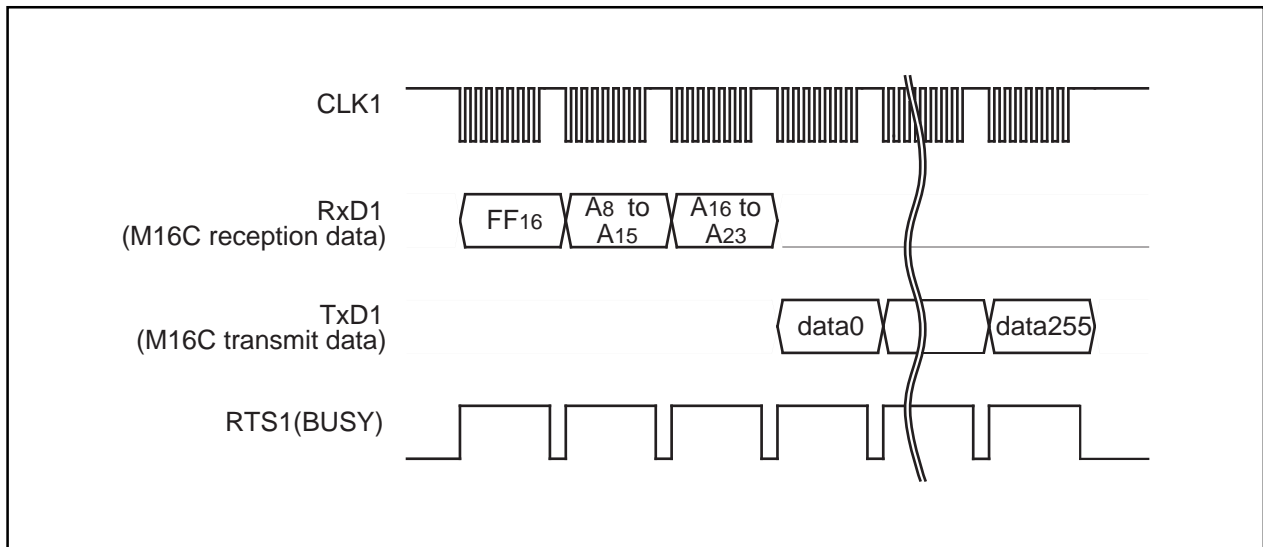 CLK1
RxD1
(M16C reception data)
FF16
A8 to
A15
A16 to
A23
TxD1
(M16C transmit data)
data0
data255
RTS1(BUSY)